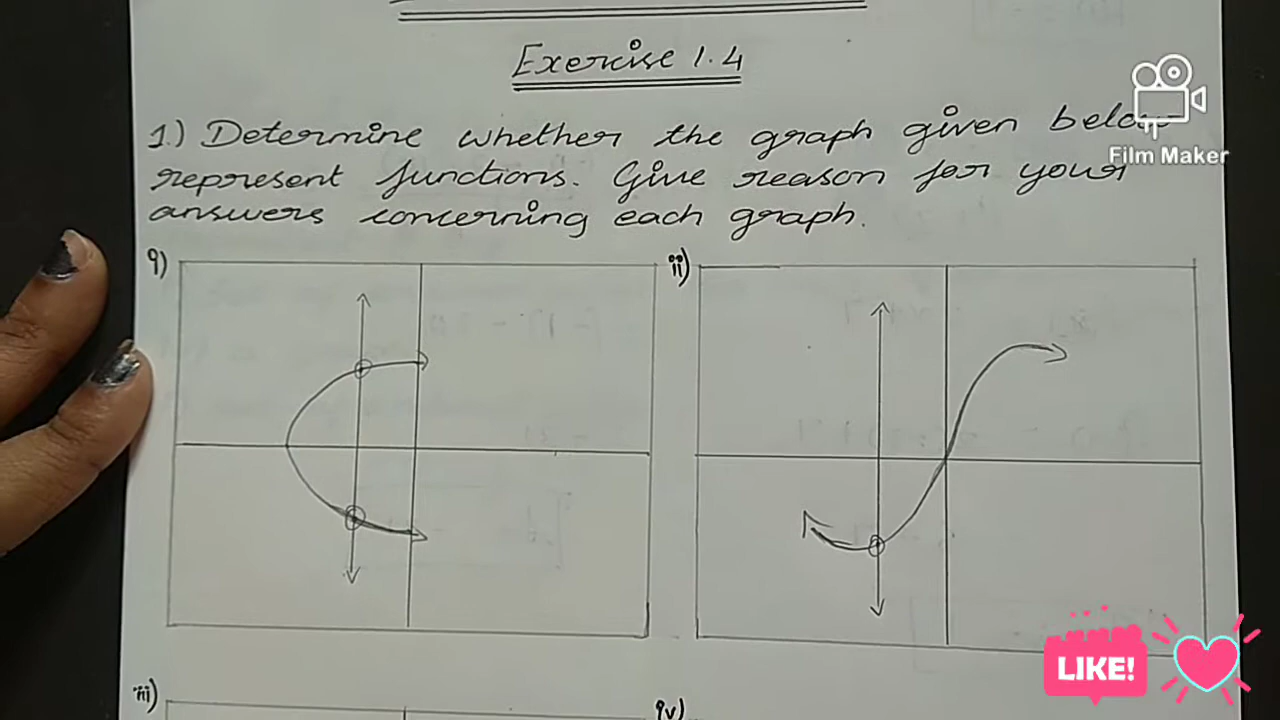 Exercise 1.4
1.) Determine whether the graph given below
represent functions. Give reason for your
answers concerning each graph.
Film Maker
i)
ii)
iii)
iv)
LIKE!